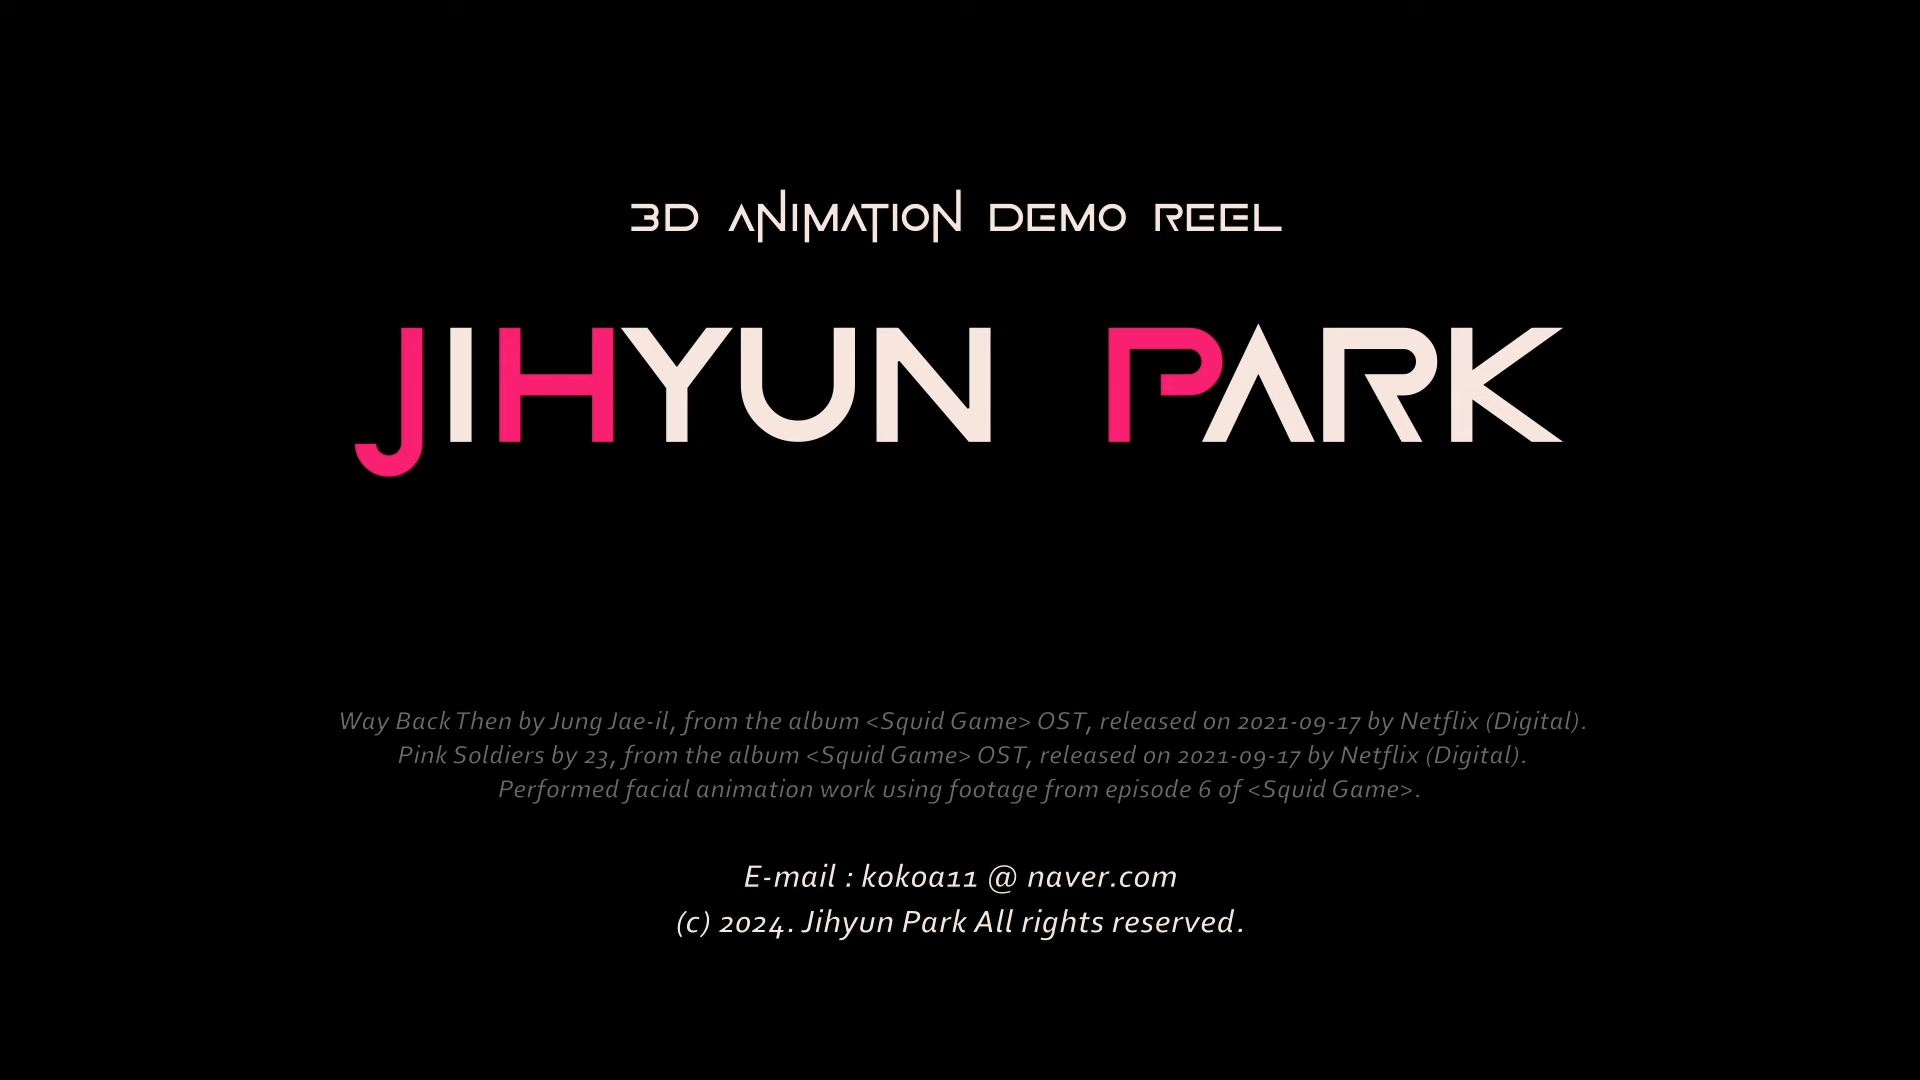 3D ANIMATION DEMO REEL
JIHYUN PARK
Way Back Then by Jung Jae-il, from the album <Squid Game> OST, released on 2021-09-17 by Netflix (Digital).
Pink Soldiers by 23, from the album <Squid Game> OST, released on 2021-09-17 by Netflix (Digital).
Performed facial animation work using footage from episode 6 of <Squid Game>.
E-mail : kokoa11 @ naver.com
(c) 2024. Jihyun Park All rights reserved.